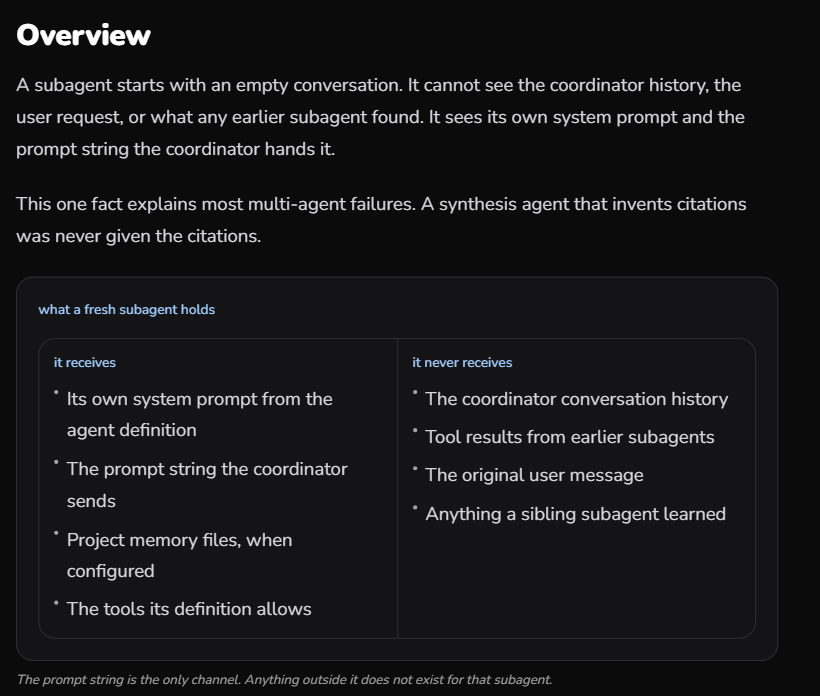 Overview
A subagent starts with an empty conversation. It cannot see the coordinator history, the
user request, or what any earlier subagent found. It sees its own system prompt and the
prompt string the coordinator hands it.
This one fact explains most multi-agent failures. A synthesis agent that invents citations
was never given the citations.
what a fresh subagent holds
it receives
• Its own system prompt from the
agent definition
• The prompt string the coordinator
sends
• Project memory files, when
configured
• The tools its definition allows
it never receives
• The coordinator conversation history
• Tool results from earlier subagents
• The original user message
• Anything a sibling subagent learned
The prompt string is the only channel. Anything outside it does not exist for that subagent.